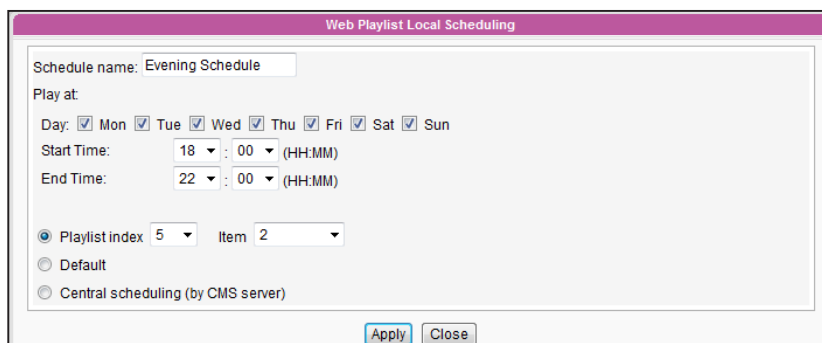 Web Playlist Local Scheduling
Schedule name: Evening Schedule
Play at:
Day: Mon Tue Wed Thu Fri Sat Sun
Start Time: 18 : 00 (HH:MM)
End Time: 22 : 00 (HH:MM)
Playlist index 5 Item 2
Default
Central scheduling (by CMS server)
Apply Close